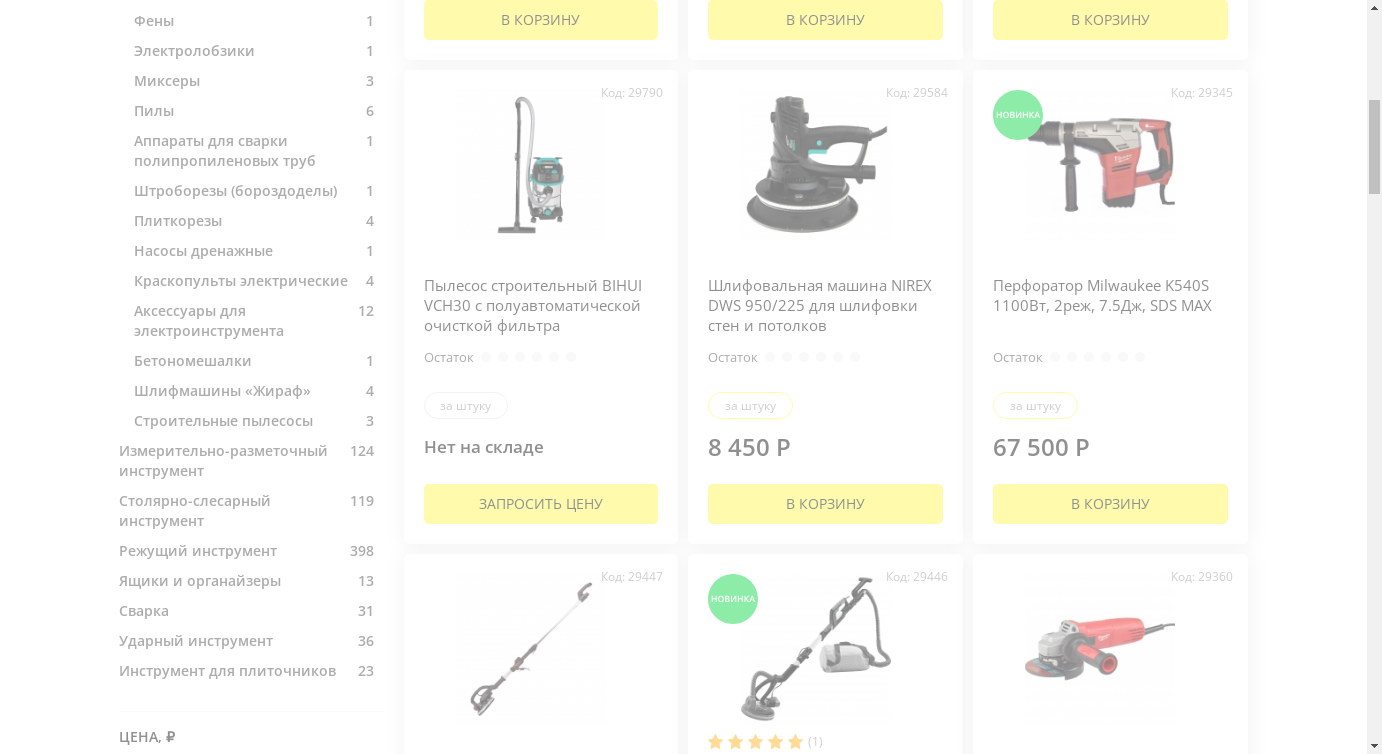 Фены 1
Электролобзики 1
Миксеры 3
Пилы 6
Аппараты для сварки 1
полипропиленовых труб
Штроборезы (бороздоделы) 1
Плиткорезы 4
Насосы дренажные 1
Краскопульты электрические 4
Аксессуары для 12
электроинструмента
Бетономешалки 1
Шлифмашины «Жираф» 4
Строительные пылесосы 3
Измерительно-разметочный 124
инструмент
Столярно-слесарный 119
инструмент
Режущий инструмент 398
Ящики и органайзеры 13
Сварка 31
Ударный инструмент 36
Инструмент для плиточников 23
ЦЕНА, ₽
В КОРЗИНУ
В КОРЗИНУ
В КОРЗИНУ
Код: 29790
Пылесос строительный BIHUI
VCH30 с полуавтоматической
очисткой фильтра
Остаток
за штуку
Нет на складе
ЗАПРОСИТЬ ЦЕНУ
Код: 29584
Шлифовальная машина NIREX
DWS 950/225 для шлифовки
стен и потолков
Остаток
за штуку
8 450 Р
В КОРЗИНУ
Код: 29345
НОВИНКА
Перфоратор Milwaukee K540S
1100Вт, 2реж, 7.5Дж, SDS MAX
Остаток
за штуку
67 500 Р
В КОРЗИНУ
Код: 29447
Код: 29446
НОВИНКА
(1)
Код: 29360